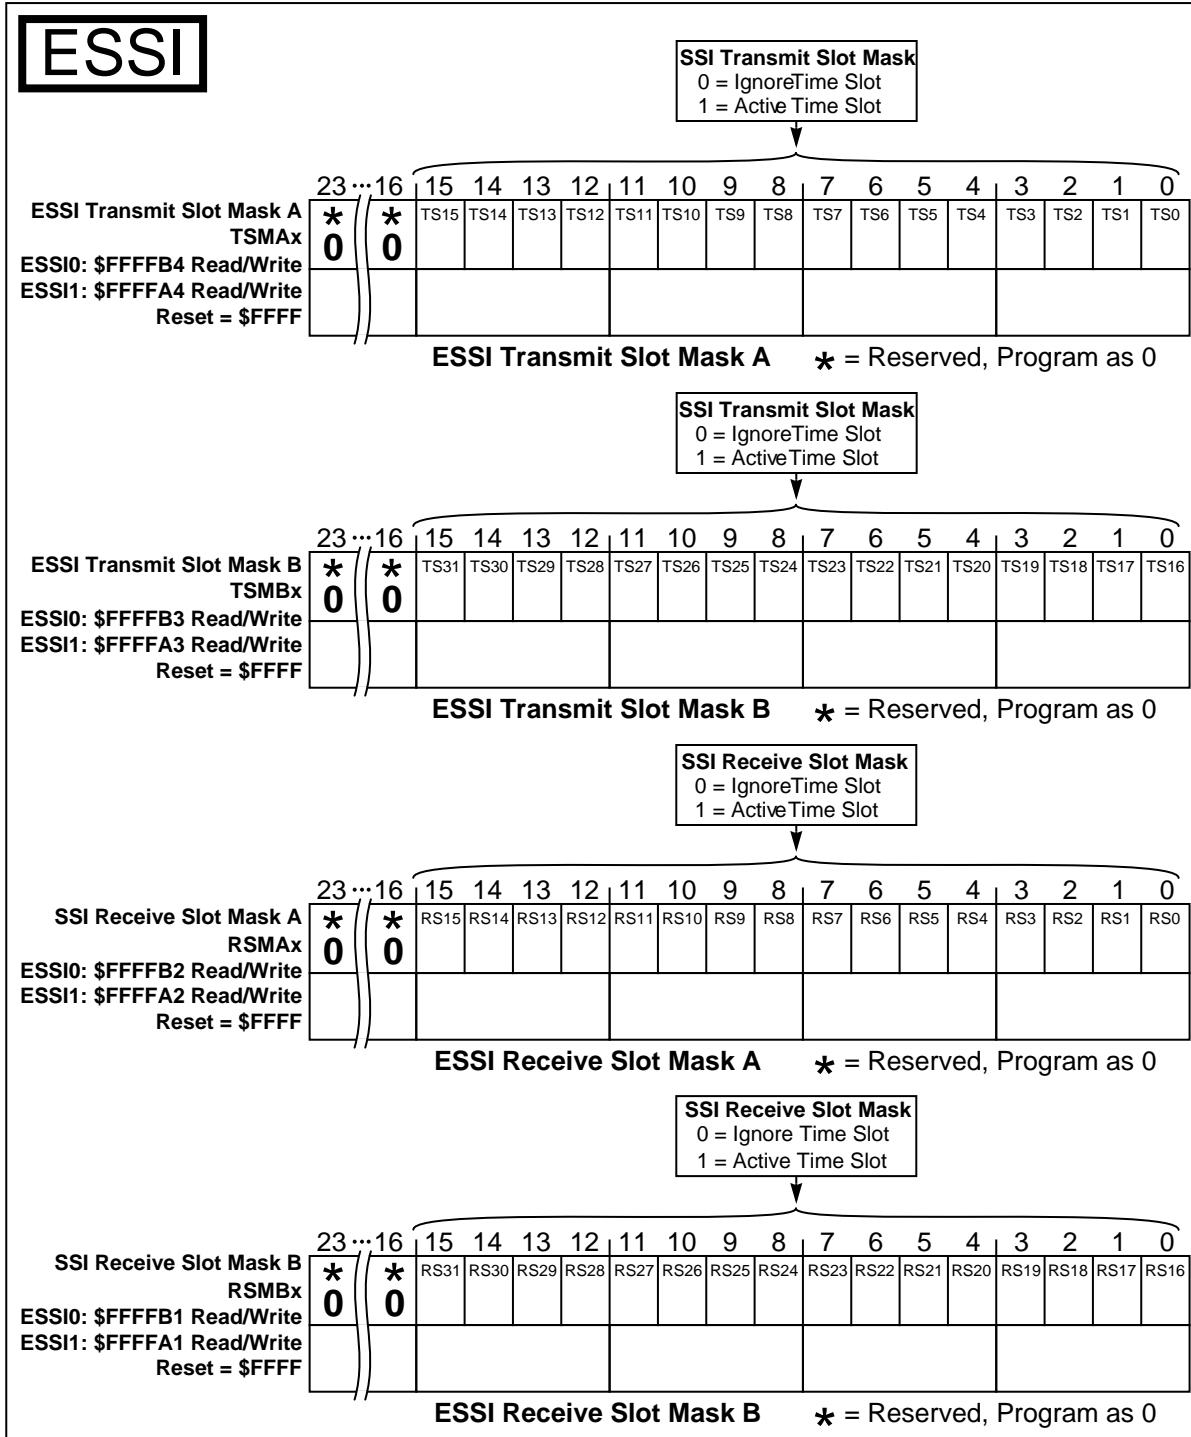 ESSI
SSI Transmit Slot Mask
0 = IgnoreTime Slot
1 = Active Time Slot
23 ... 16 15 14 13 12 11 10 9 8 7 6 5 4 3 2 1 0
ESSI Transmit Slot Mask A
TSMAx
ESSI0: $FFFFB4 Read/Write
ESSI1: $FFFFA4 Read/Write
Reset = $FFFF
* * TS15 TS14 TS13 TS12 TS11 TS10 TS9 TS8 TS7 TS6 TS5 TS4 TS3 TS2 TS1 TS0
0 0
ESSI Transmit Slot Mask A * = Reserved, Program as 0
SSI Transmit Slot Mask
0 = IgnoreTime Slot
1 = ActiveTime Slot
23 ... 16 15 14 13 12 11 10 9 8 7 6 5 4 3 2 1 0
ESSI Transmit Slot Mask B
TSMBx
ESSI0: $FFFFB3 Read/Write
ESSI1: $FFFFA3 Read/Write
Reset = $FFFF
* * TS31 TS30 TS29 TS28 TS27 TS26 TS25 TS24 TS23 TS22 TS21 TS20 TS19 TS18 TS17 TS16
0 0
ESSI Transmit Slot Mask B * = Reserved, Program as 0
SSI Receive Slot Mask
0 = IgnoreTime Slot
1 = ActiveTime Slot
23 ... 16 15 14 13 12 11 10 9 8 7 6 5 4 3 2 1 0
SSI Receive Slot Mask A
RSMAx
ESSI0: $FFFFB2 Read/Write
ESSI1: $FFFFA2 Read/Write
Reset = $FFFF
* * RS15 RS14 RS13 RS12 RS11 RS10 RS9 RS8 RS7 RS6 RS5 RS4 RS3 RS2 RS1 RS0
0 0
ESSI Receive Slot Mask A * = Reserved, Program as 0
SSI Receive Slot Mask
0 = Ignore Time Slot
1 = Active Time Slot
23 ... 16 15 14 13 12 11 10 9 8 7 6 5 4 3 2 1 0
SSI Receive Slot Mask B
RSMBx
ESSI0: $FFFFB1 Read/Write
ESSI1: $FFFFA1 Read/Write
Reset = $FFFF
* * RS31 RS30 RS29 RS28 RS27 RS26 RS25 RS24 RS23 RS22 RS21 RS20 RS19 RS18 RS17 RS16
0 0
ESSI Receive Slot Mask B * = Reserved, Program as 0